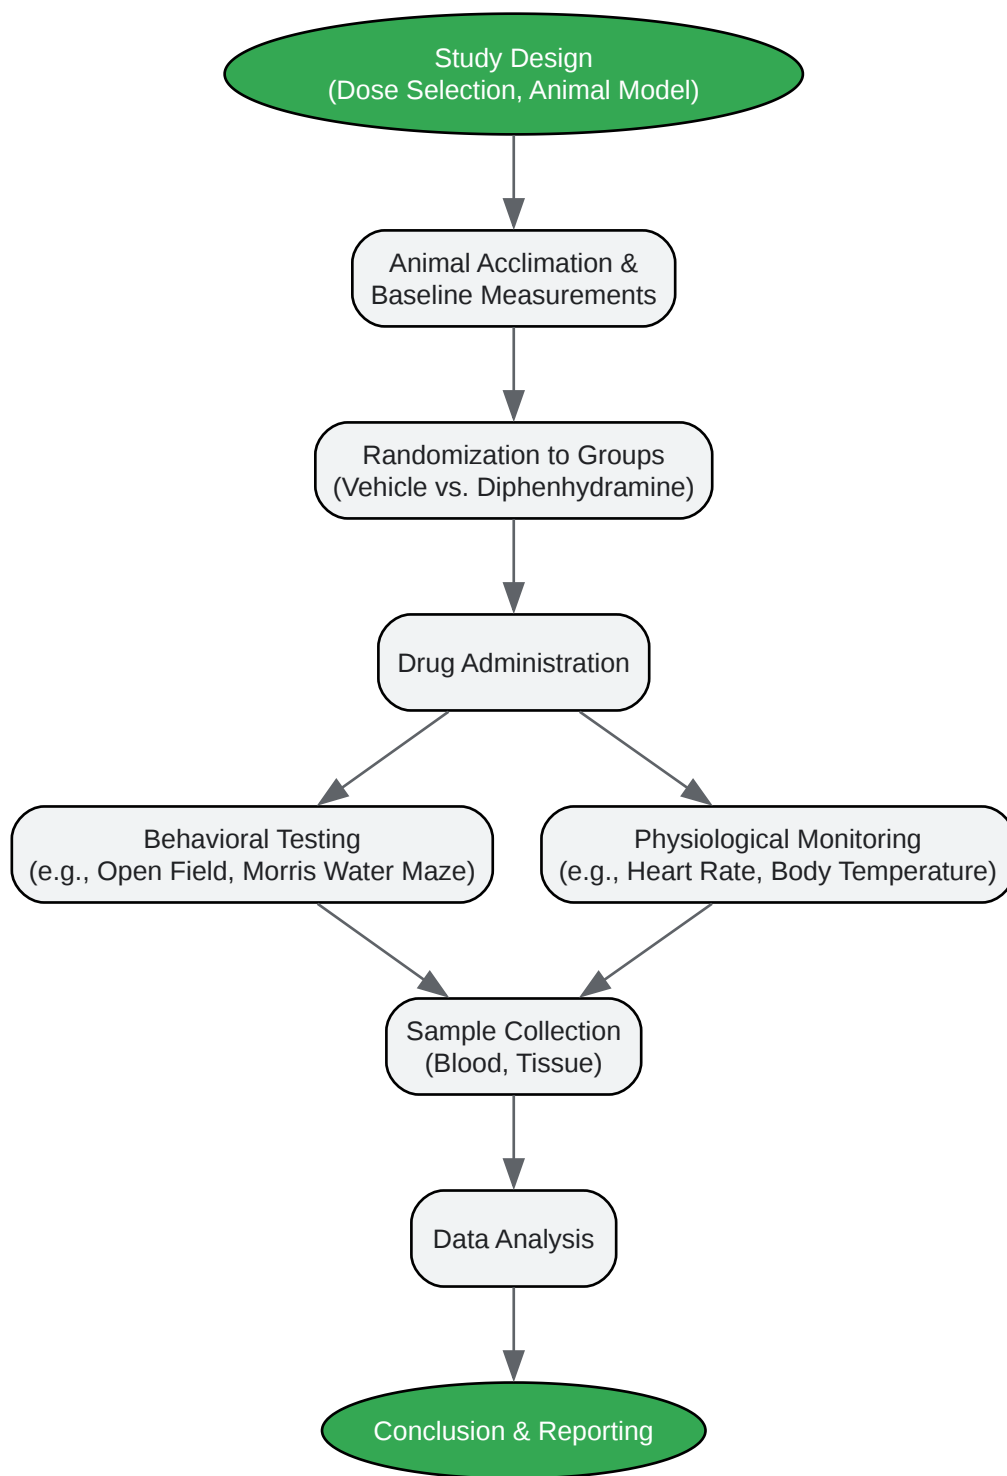 Study Design
(Dose Selection, Animal Model)
Animal Acclimation &
Baseline Measurements
Randomization to Groups
(Vehicle vs. Diphenhydramine)
Drug Administration
Behavioral Testing
(e.g., Open Field, Morris Water Maze)
Physiological Monitoring
(e.g., Heart Rate, Body Temperature)
Sample Collection
(Blood, Tissue)
Data Analysis
Conclusion & Reporting